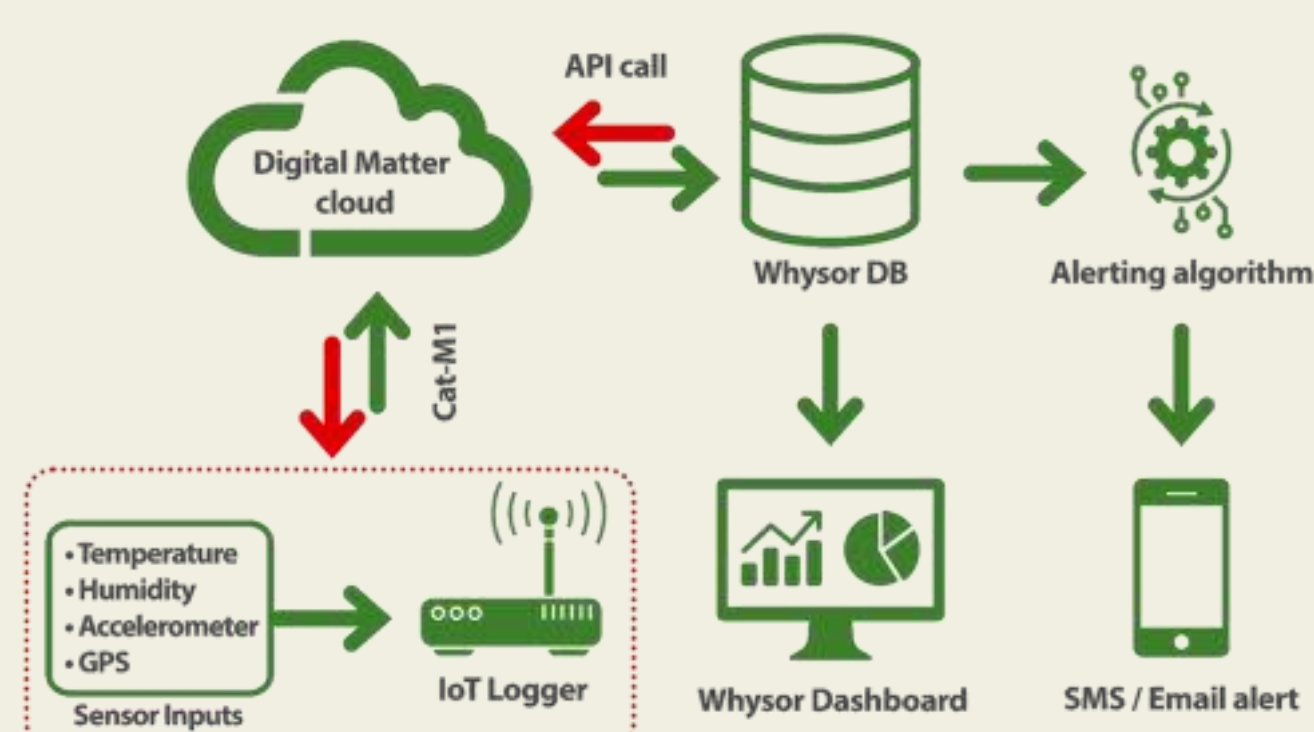 API call
Digital Matter
cloud
Whysor DB
Alerting algorithm
Cat-M1
• Temperature
• Humidity
• Accelerometer
• GPS
Sensor Inputs
IoT Logger
Whysor Dashboard
SMS / Email alert